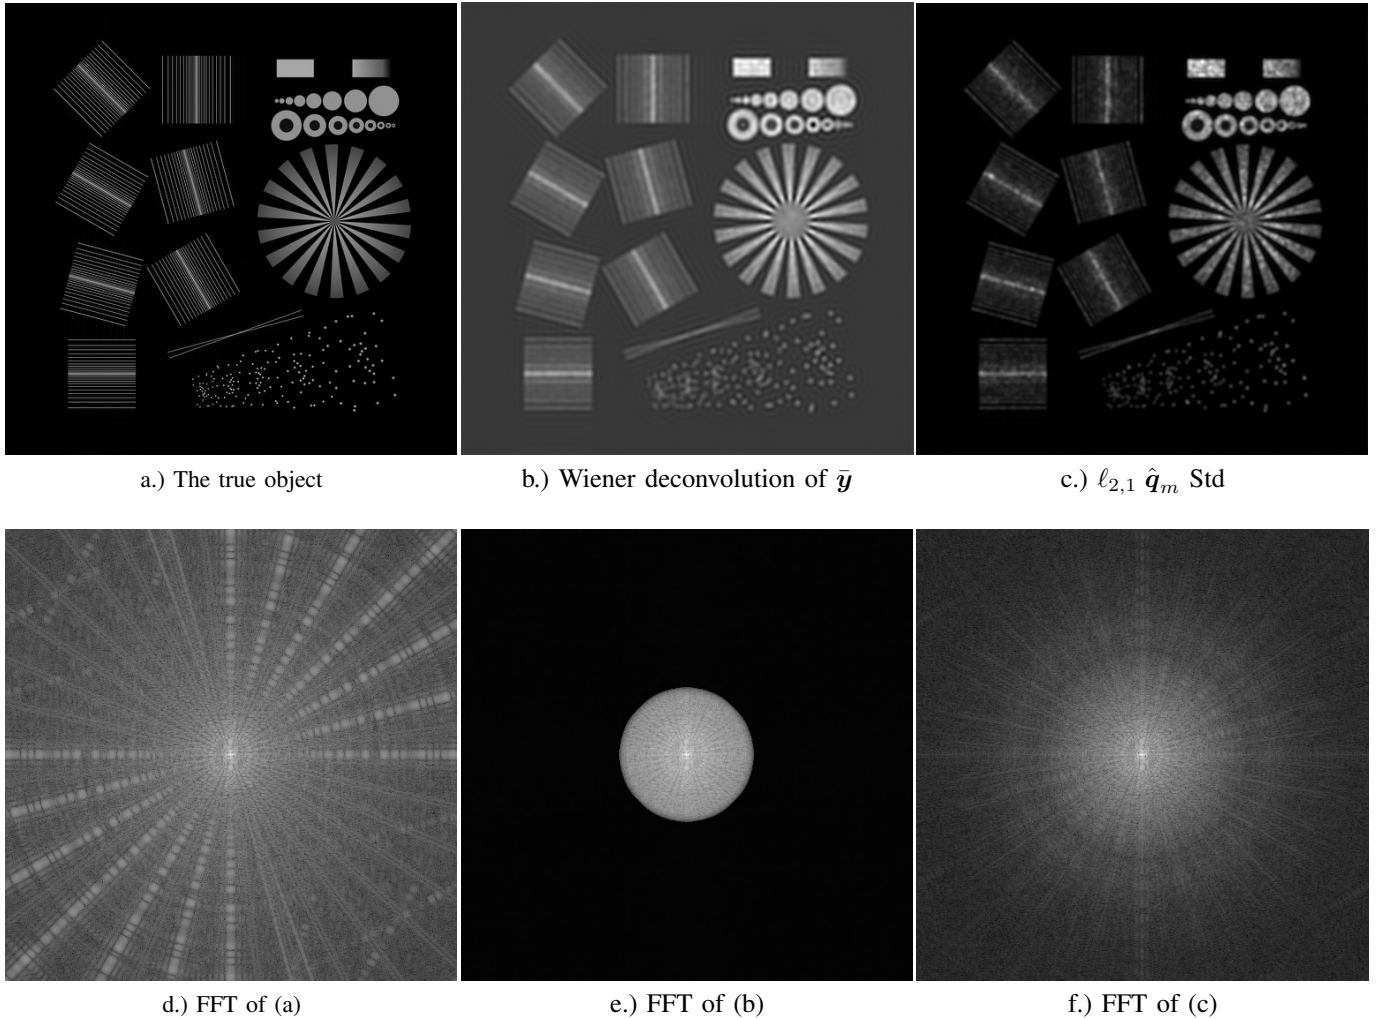 a.) The true object
b.) Wiener deconvolution of ȳ
c.) ℓ₂,₁ q̂ₘ Std
d.) FFT of (a)
e.) FFT of (b)
f.) FFT of (c)